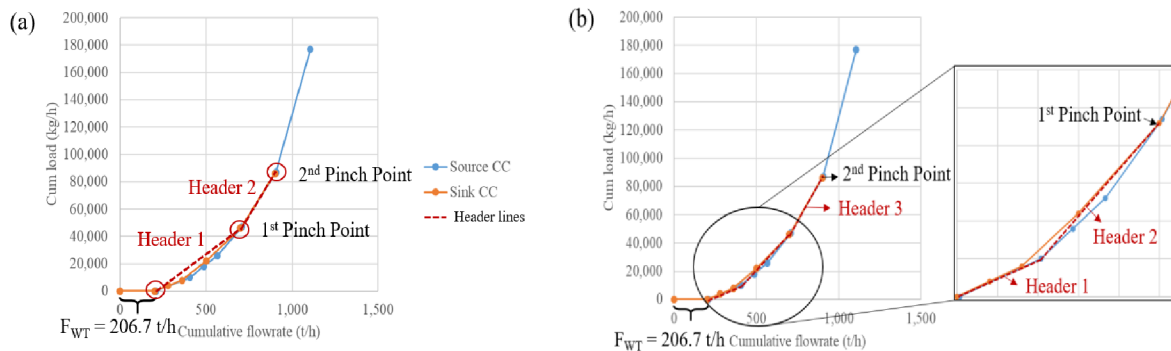 (a)
200,000
180,000
160,000
140,000
120,000
100,000
80,000
60,000
40,000
20,000
0
Cum load (kg/h)
Header 2
2nd Pinch Point
Header 1
1st Pinch Point
0
500
1,000
1,500
FWT = 206.7 t/h
Cumulative flowrate (t/h)
Source CC
Sink CC
Header lines
(b)
200,000
180,000
160,000
140,000
120,000
100,000
80,000
60,000
40,000
20,000
0
Cum load (kg/h)
2nd Pinch Point
Header 3
0
500
1,000
1,500
FWT = 206.7 t/h
Cumulative flowrate (t/h)
1st Pinch Point
Header 2
Header 1